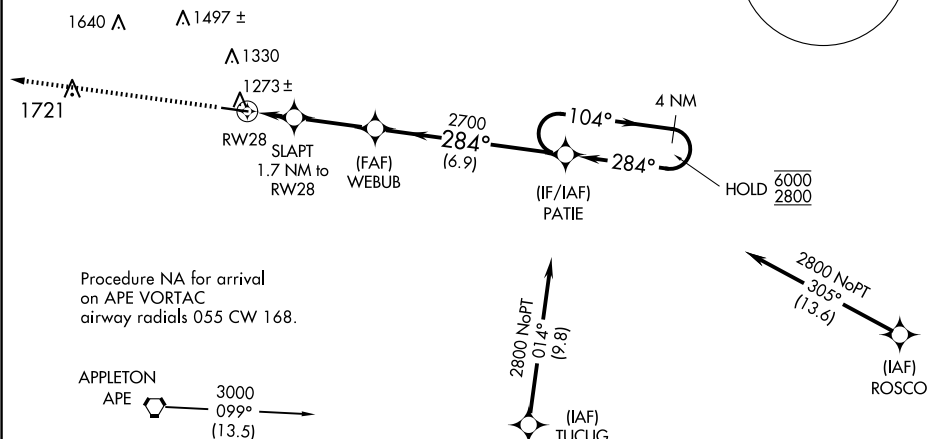 1640
1497 ±
1330
1273 ±
1721
RW28
SLAPT
1.7 NM to
RW28
(FAF)
WEBUB
2700
284°
(6.9)
104°
4 NM
284°
(IF/IAF)
PATIE
HOLD
6000
2800
Procedure NA for arrival
on APE VORTAC
airway radials 055 CW 168.
2800 NoPT
305°
(13.6)
(IAF)
ROSCO
2800 NoPT
014°
(9.8)
APPLETON
APE
3000
099°
(13.5)
(IAF)